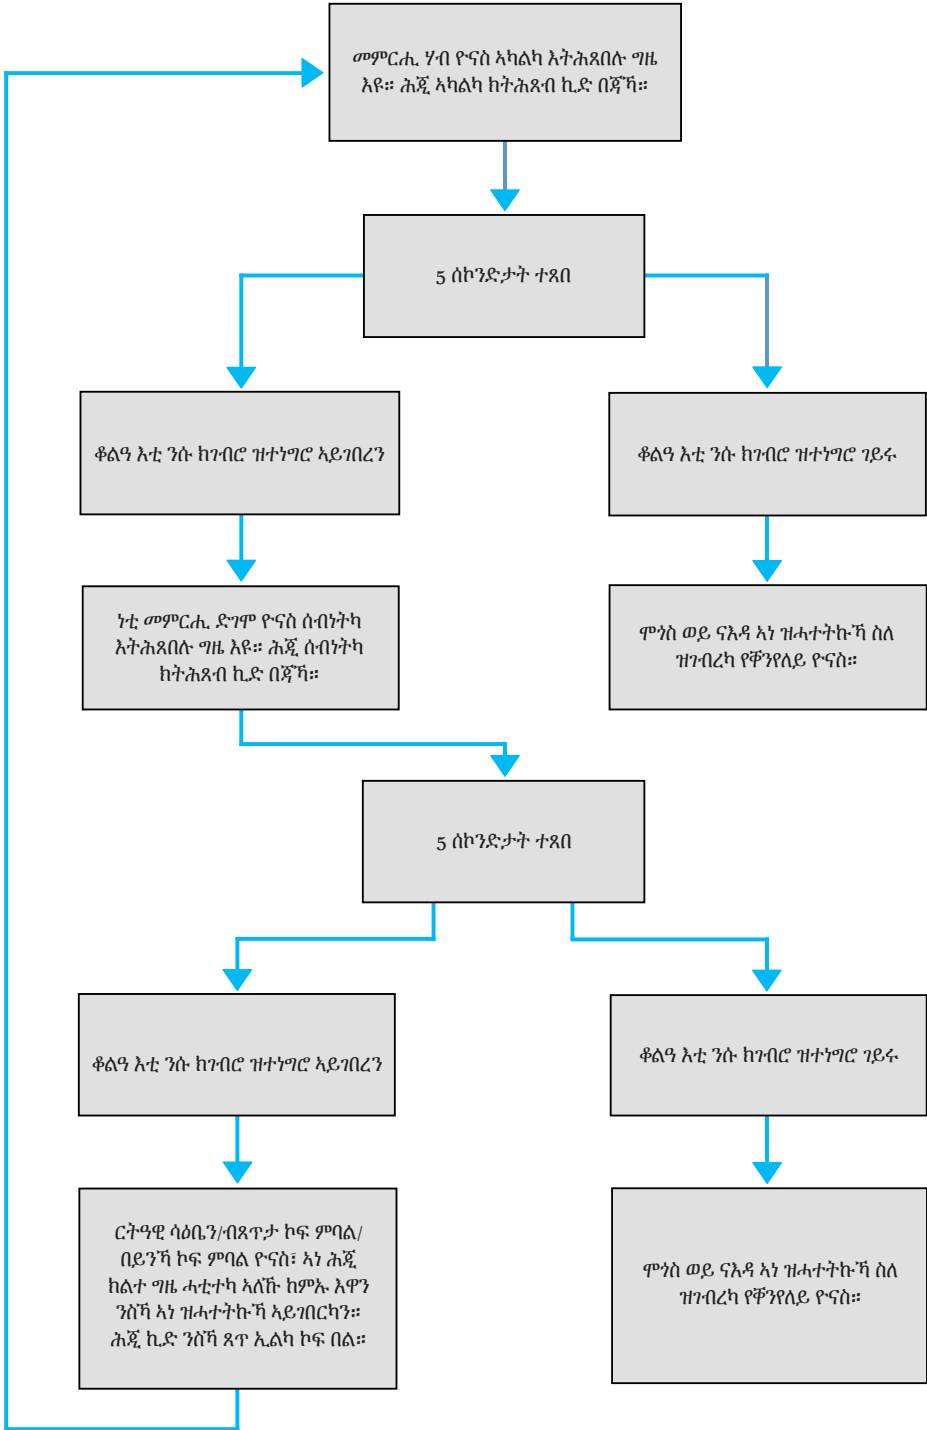 መምርሒ ሃብ ዮናስ ኣካልካ እትሕጸበሉ ግዜ
እዩ። ሕጂ ኣካልካ ክትሕጸብ ኪድ በጃኻ።
5 ሰኮንድታት ተጸበ
ቆልዓ እቲ ንሱ ክገብሮ ዝተነግሮ ኣይገበረን
ቆልዓ እቲ ንሱ ክገብሮ ዝተነግሮ ገይሩ
ነቲ መምርሒ ድገሞ ዮናስ ሰብነትካ
እትሕጸበሉ ግዜ እዩ። ሕጂ ሰብነትካ
ክትሕጸብ ኪድ በጃኻ።
ሞጎስ ወይ ናእዳ ኣነ ዝሓተትኩኻ ስለ
ዝገብረካ የቐንየለይ ዮናስ።
5 ሰኮንድታት ተጸበ
ቆልዓ እቲ ንሱ ክገብሮ ዝተነግሮ ኣይገበረን
ቆልዓ እቲ ንሱ ክገብሮ ዝተነግሮ ገይሩ
ርትዓዊ ሳዕቤን/ብጸጥታ ኮፍ ምባል/
በይንኻ ኮፍ ምባል ዮናስ፣ ኣነ ሕጂ
ክልተ ግዜ ሓቲተካ ኣለኹ ከምኡ እዋን
ንስኻ ኣነ ዝሓተትኩኻ ኣይገበርካን።
ሕጂ ኪድ ንስኻ ጸጥ ኢልካ ኮፍ በል።
ሞጎስ ወይ ናእዳ ኣነ ዝሓተትኩኻ ስለ
ዝገብረካ የቐንየለይ ዮናስ።